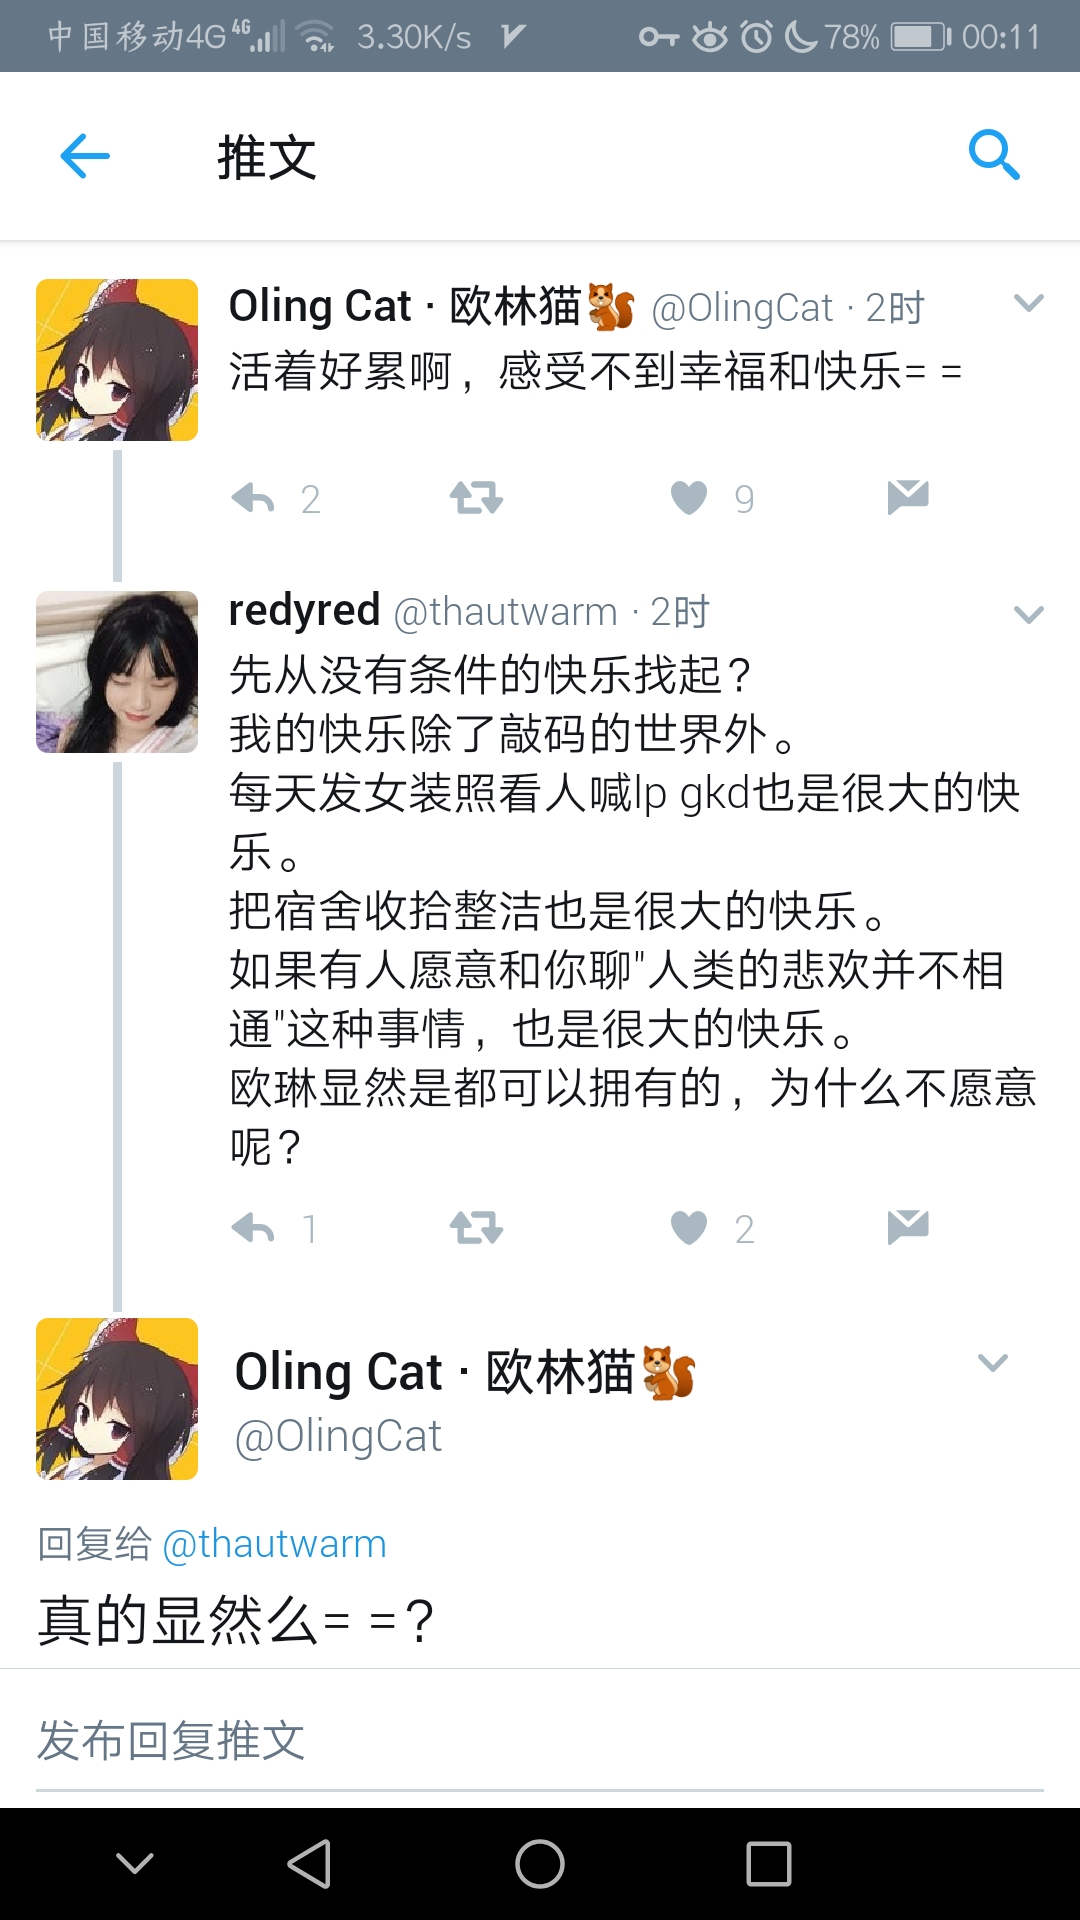 中国移动4G 4G 3.30K/s 78% 00:11
推文
Oling Cat · 欧林猫🐿 @OlingCat · 2时
活着好累啊，感受不到幸福和快乐= =
2 9
redyred @thautwarm · 2时
先从没有条件的快乐找起？
我的快乐除了敲码的世界外。
每天发女装照看人喊lp gkd也是很大的快
乐。
把宿舍收拾整洁也是很大的快乐。
如果有人愿意和你聊"人类的悲欢并不相
通"这种事情，也是很大的快乐。
欧琳显然是都可以拥有的，为什么不愿意
呢？
1 2
Oling Cat · 欧林猫🐿
@OlingCat
回复给 @thautwarm
真的显然么= =？
发布回复推文